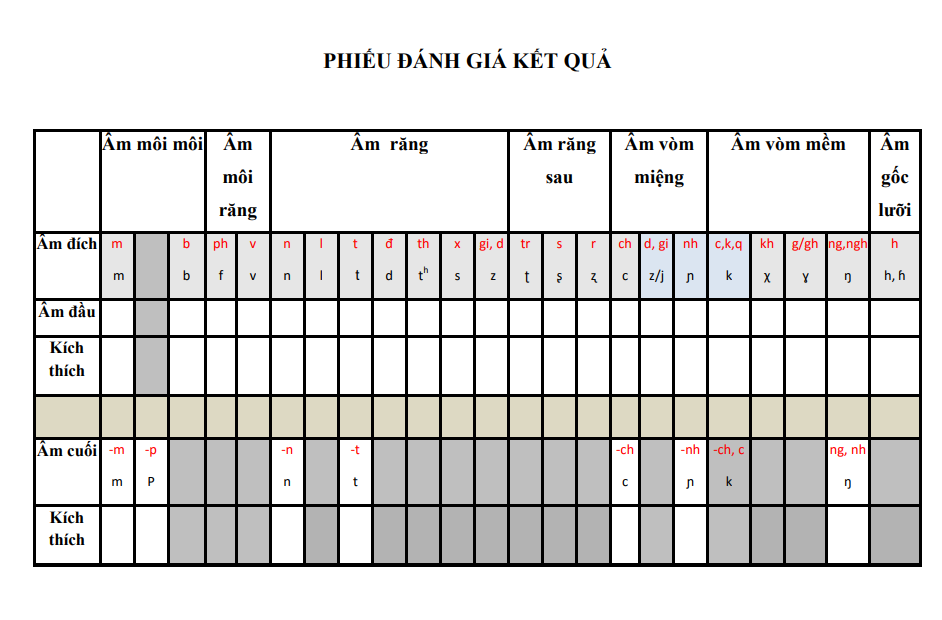 PHIẾU ĐÁNH GIÁ KẾT QUẢ
Âm môi môi Âm môi răng Âm răng Âm răng sau Âm vòm miệng Âm vòm mềm Âm gốc lưỡi
Âm đích m b ph v n l t đ th x gi, d tr s r ch d, gi nh c,k,q kh g/gh ng,ngh h
m b f v n l t d tʰ s z ʈ ʂ ʐ c z/j ɲ k χ ɣ ŋ h, ɦ
Âm đầu
Kích thích
Âm cuối -m -p -n -t -ch -nh -ch, c ng, nh
m P n t c ɲ k ŋ
Kích thích